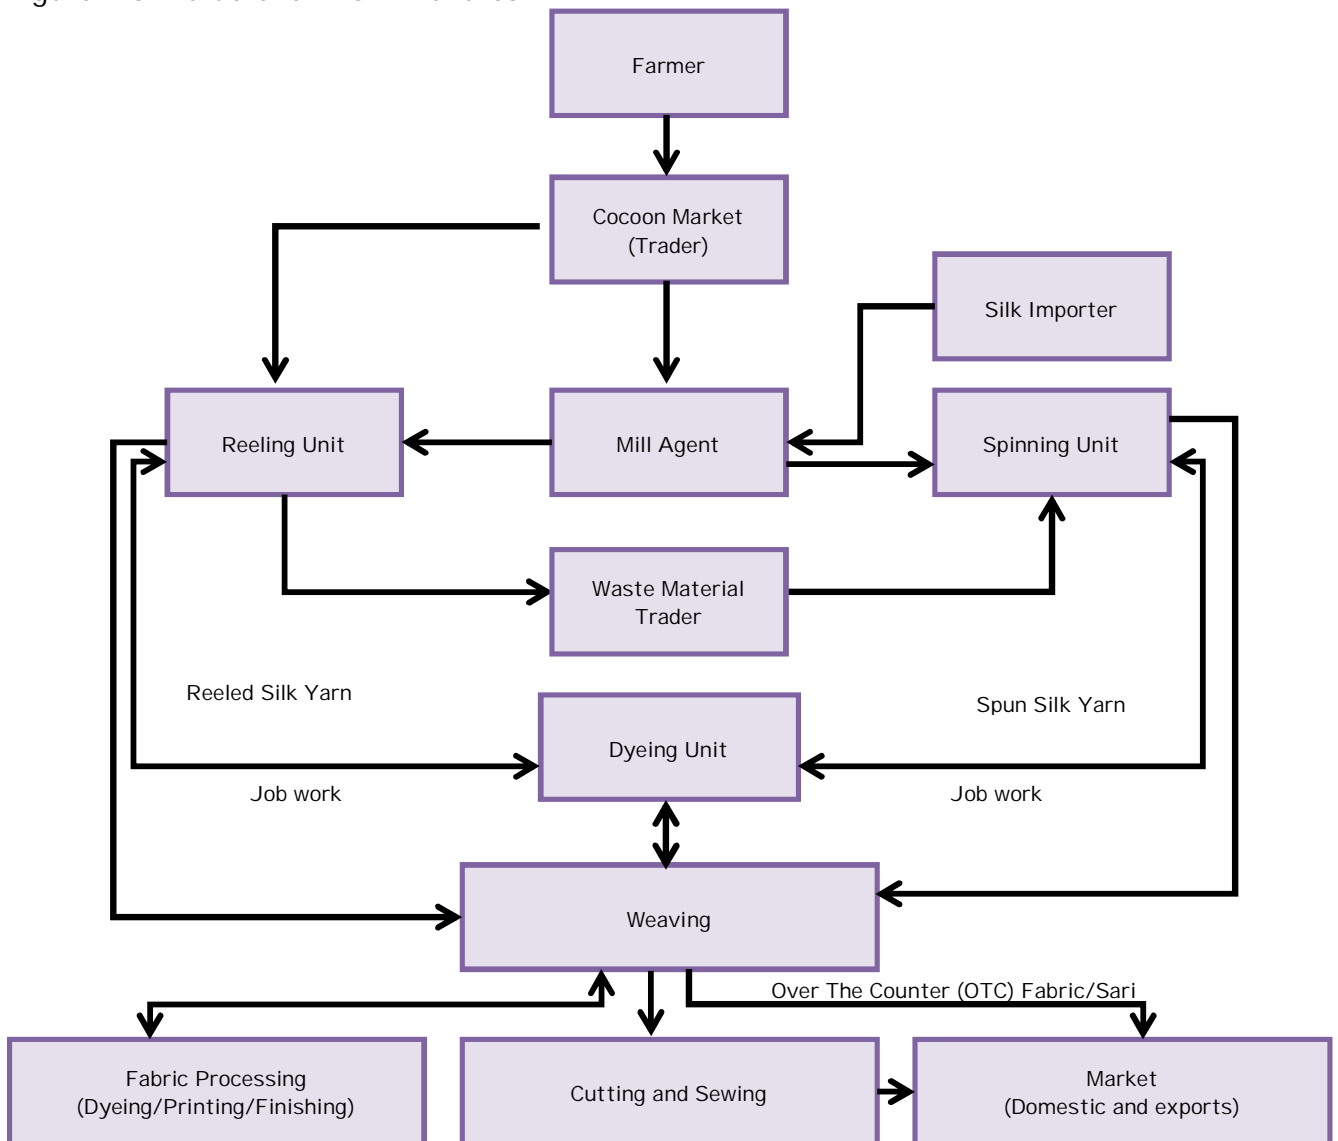 Farmer
Cocoon Market
(Trader)
Silk Importer
Reeling Unit
Mill Agent
Spinning Unit
Waste Material
Trader
Reeled Silk Yarn
Spun Silk Yarn
Dyeing Unit
Job work
Job work
Weaving
Over The Counter (OTC) Fabric/Sari
Fabric Processing
(Dyeing/Printing/Finishing)
Cutting and Sewing
Market
(Domestic and exports)